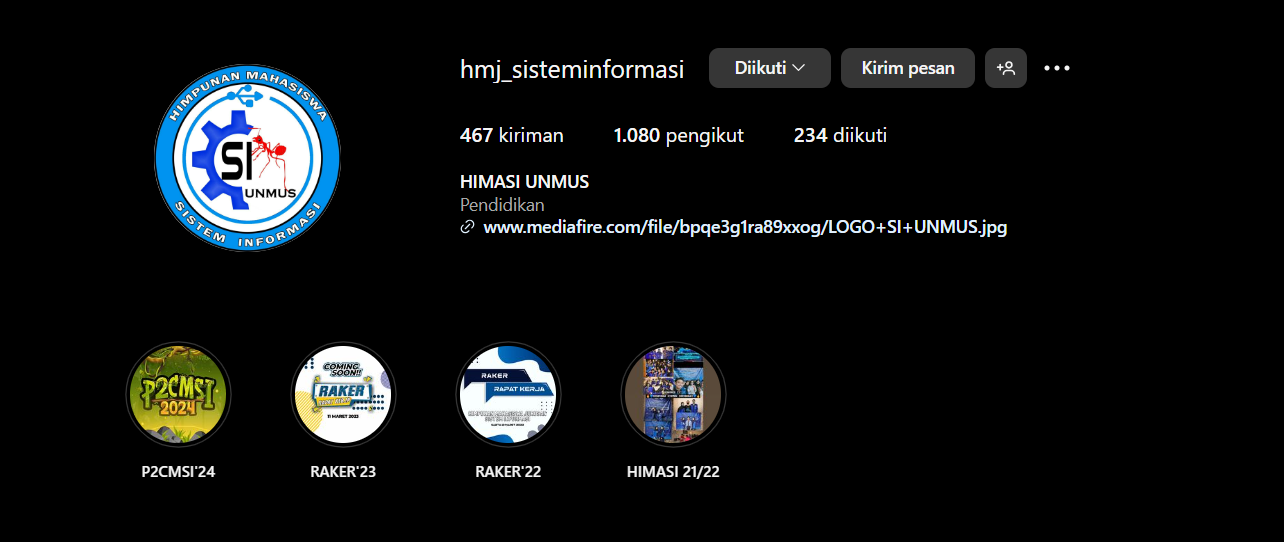 HIMPUNAN MAHASISWA
SI
UNMUS
SISTEM INFORMASI
hmj_sisteminformasi
Diikuti
Kirim pesan
467 kiriman
1.080 pengikut
234 diikuti
HIMASI UNMUS
Pendidikan
www.mediafire.com/file/bpqe3g1ra89xxog/LOGO+SI+UNMUS.jpg
P2CMSI
2024
COMING
SOON!!
RAKER
11 MARET 2023
RAKER
RAPAT KERJA
P2CMSI'24
RAKER'23
RAKER'22
HIMASI 21/22